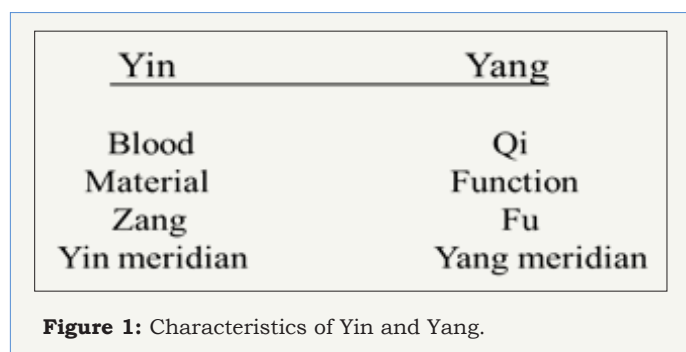 Yin Yang
Blood Qi
Material Function
Zang Fu
Yin meridian Yang meridian
Figure 1: Characteristics of Yin and Yang.